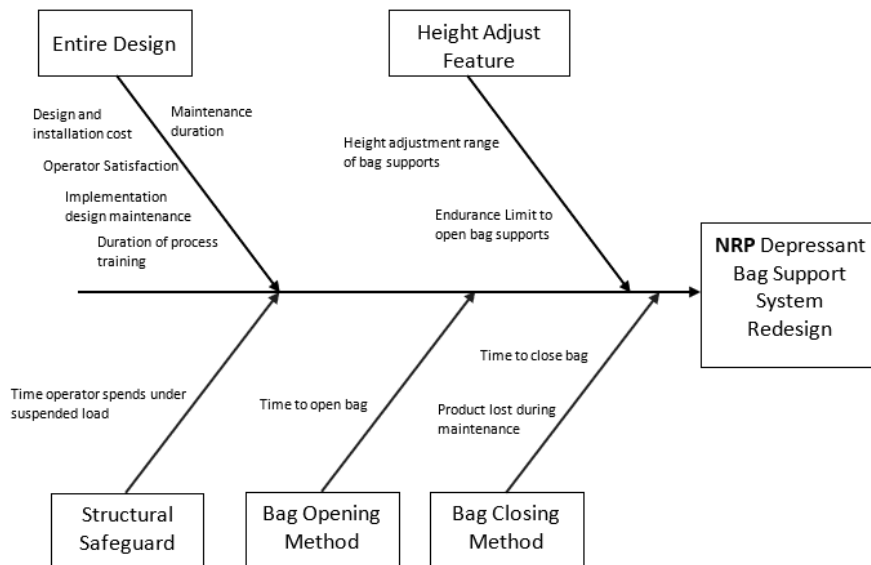 Entire Design
Height Adjust
Feature
Design and
installation cost
Maintenance
duration
Operator Satisfaction
Implementation
design maintenance
Duration of process
training
Height adjustment range
of bag supports
Endurance Limit to
open bag supports
NRP Depressant
Bag Support
System
Redesign
Time operator spends under
suspended load
Time to open bag
Time to close bag
Product lost during
maintenance
Structural
Safeguard
Bag Opening
Method
Bag Closing
Method